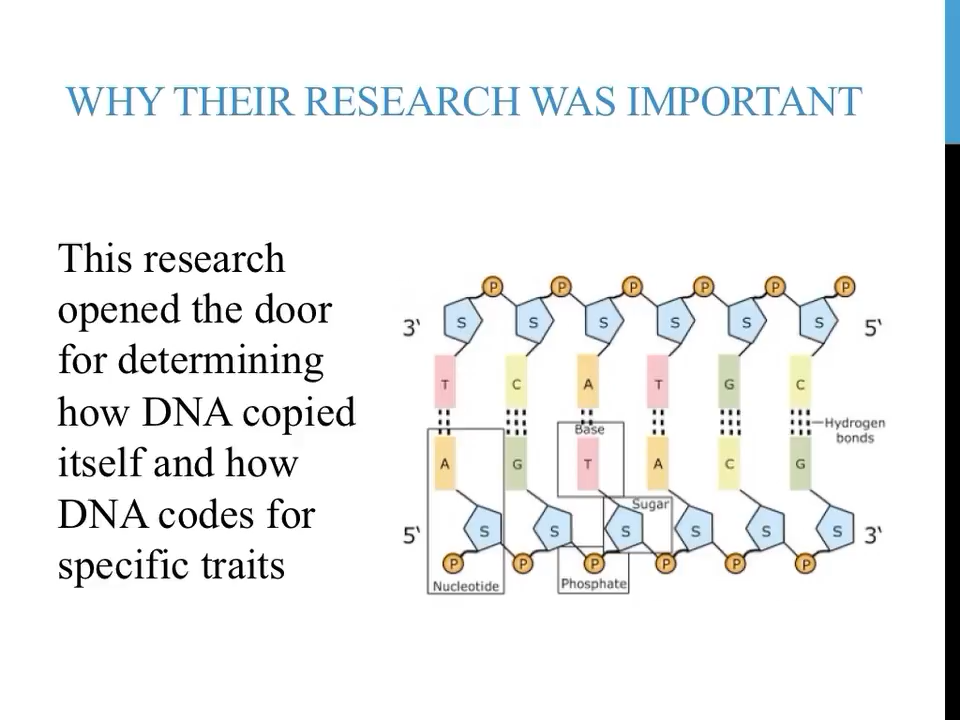 WHY THEIR RESEARCH WAS IMPORTANT
This research
opened the door
for determining
how DNA copied
itself and how
DNA codes for
specific traits
P P P P P P
3' S S S S S S 5'
T C A T G C
Hydrogen
bonds
Base
A G T A C G
Sugar
5' S S S S S S 3'
P P P P P P
Nucleotide Phosphate